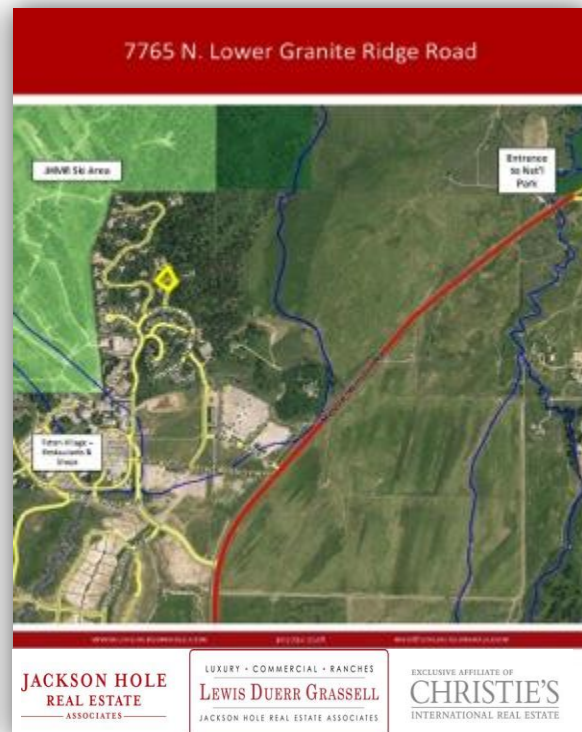 7765 N. Lower Granite Ridge Road
JHMR Ski Area
Entrance
to Nat'l
Park
Teton Village –
Restaurants &
Shops
JACKSON HOLE
REAL ESTATE
ASSOCIATES
LUXURY • COMMERCIAL • RANCHES
LEWIS DUERR GRASSELL
JACKSON HOLE REAL ESTATE ASSOCIATES
EXCLUSIVE AFFILIATE OF
CHRISTIE'S
INTERNATIONAL REAL ESTATE